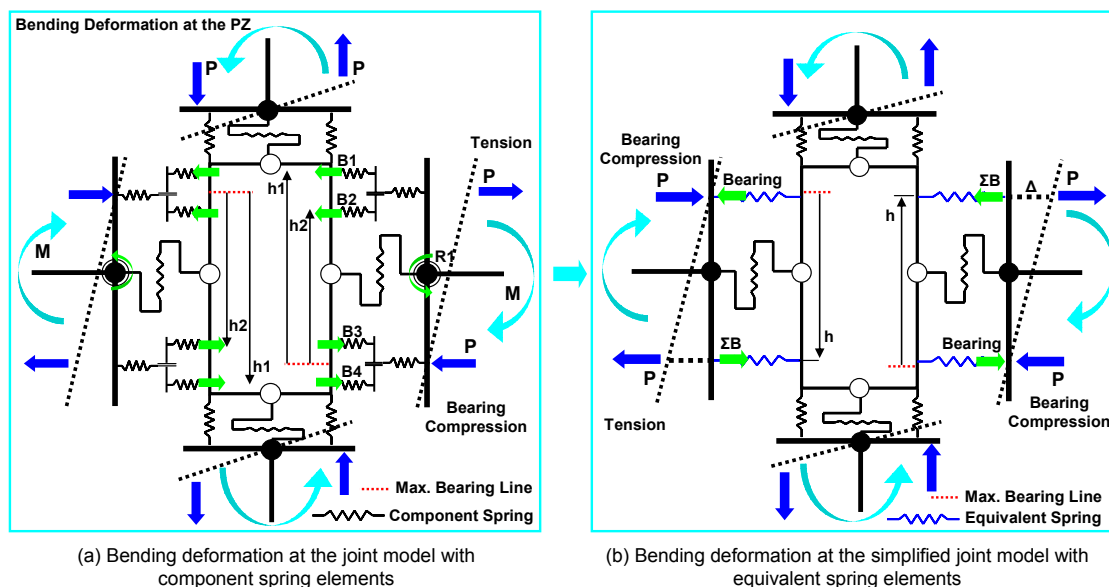 Bending Deformation at the PZ
P
P
Tension
B1
h1
P
B2
h2
M
R1
M
h2
B3
h1
P
B4
Bearing
Compression
Max. Bearing Line
Component Spring
(a) Bending deformation at the joint model with
component spring elements
Bearing
Compression
P
Bearing
ΣB
Δ
P
h
h
ΣB
Bearing
P
P
Tension
Bearing
Compression
Max. Bearing Line
Equivalent Spring
(b) Bending deformation at the simplified joint model with
equivalent spring elements